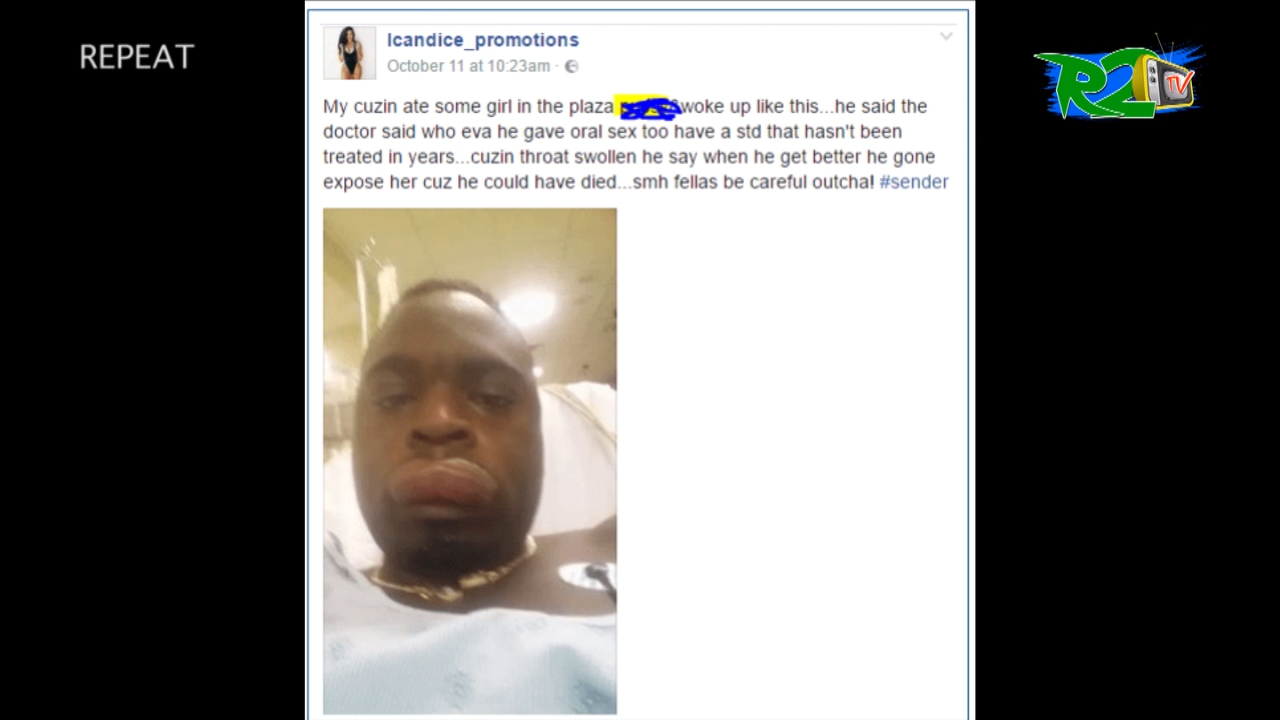 REPEAT
lcandice_promotions
October 11 at 10:23am ·
My cuzin ate some girl in the plaza woke up like this...he said the
doctor said who eva he gave oral sex too have a std that hasn't been
treated in years...cuzin throat swollen he say when he get better he gone
expose her cuz he could have died...smh fellas be careful outcha! #sender
R2
TV